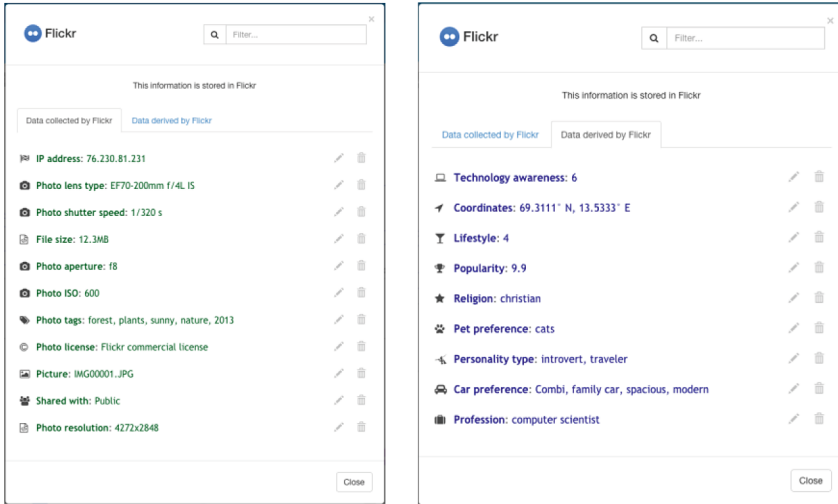 Flickr
Filter...
This information is stored in Flickr
Data collected by Flickr
Data derived by Flickr
IP address: 76.230.81.231
Photo lens type: EF70-200mm f/4L IS
Photo shutter speed: 1/320 s
File size: 12.3MB
Photo aperture: f8
Photo ISO: 600
Photo tags: forest, plants, sunny, nature, 2013
Photo license: Flickr commercial license
Picture: IMG00001.JPG
Shared with: Public
Photo resolution: 4272x2848
Close
Flickr
Filter...
This information is stored in Flickr
Data collected by Flickr
Data derived by Flickr
Technology awareness: 6
Coordinates: 69.3111° N, 13.5333° E
Lifestyle: 4
Popularity: 9.9
Religion: christian
Pet preference: cats
Personality type: introvert, traveler
Car preference: Combi, family car, spacious, modern
Profession: computer scientist
Close